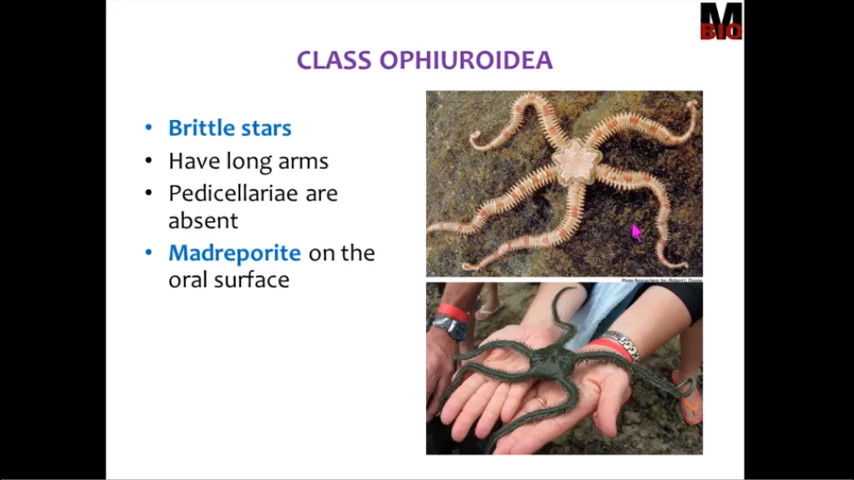 M
BIO
CLASS OPHIUROIDEA
• Brittle stars
• Have long arms
• Pedicellariae are
absent
• Madreporite on the
oral surface